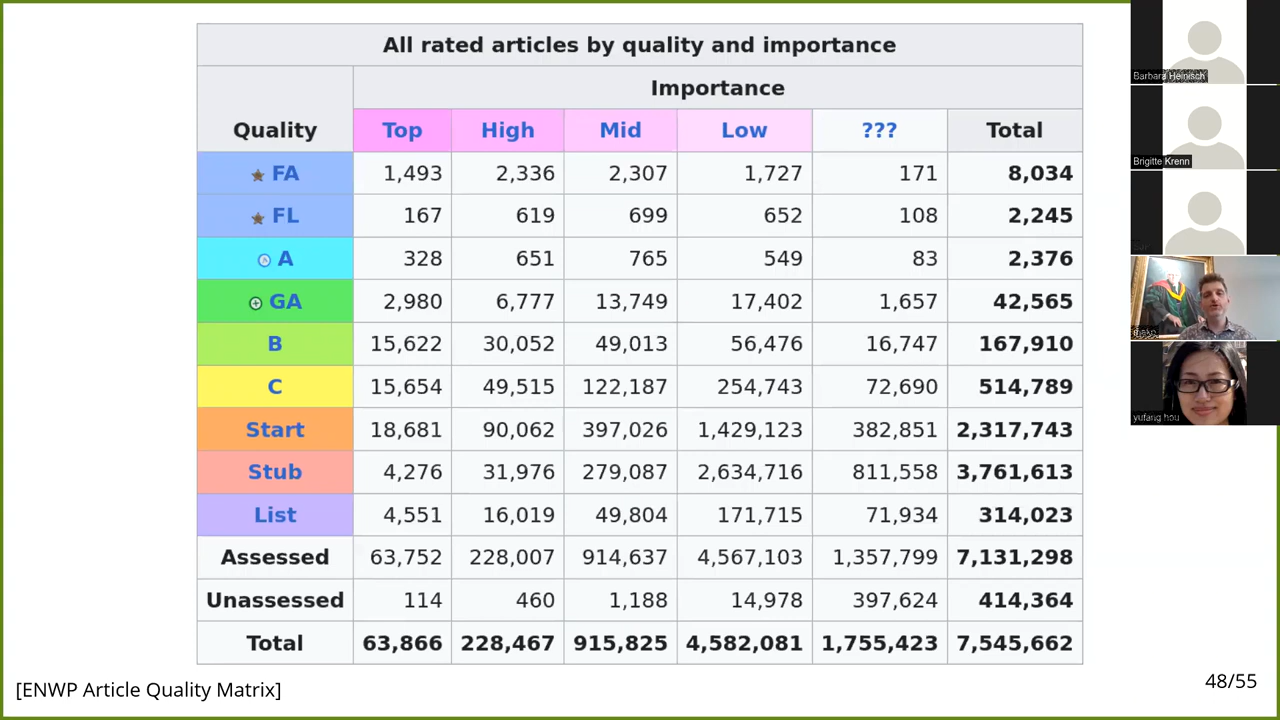 All rated articles by quality and importance
Importance
Quality Top High Mid Low ??? Total
FA 1,493 2,336 2,307 1,727 171 8,034
FL 167 619 699 652 108 2,245
A 328 651 765 549 83 2,376
GA 2,980 6,777 13,749 17,402 1,657 42,565
B 15,622 30,052 49,013 56,476 16,747 167,910
C 15,654 49,515 122,187 254,743 72,690 514,789
Start 18,681 90,062 397,026 1,429,123 382,851 2,317,743
Stub 4,276 31,976 279,087 2,634,716 811,558 3,761,613
List 4,551 16,019 49,804 171,715 71,934 314,023
Assessed 63,752 228,007 914,637 4,567,103 1,357,799 7,131,298
Unassessed 114 460 1,188 14,978 397,624 414,364
Total 63,866 228,467 915,825 4,582,081 1,755,423 7,545,662
[ENWP Article Quality Matrix]
48/55
Barbara Heinisch
Brigitte Krenn
yufang hou